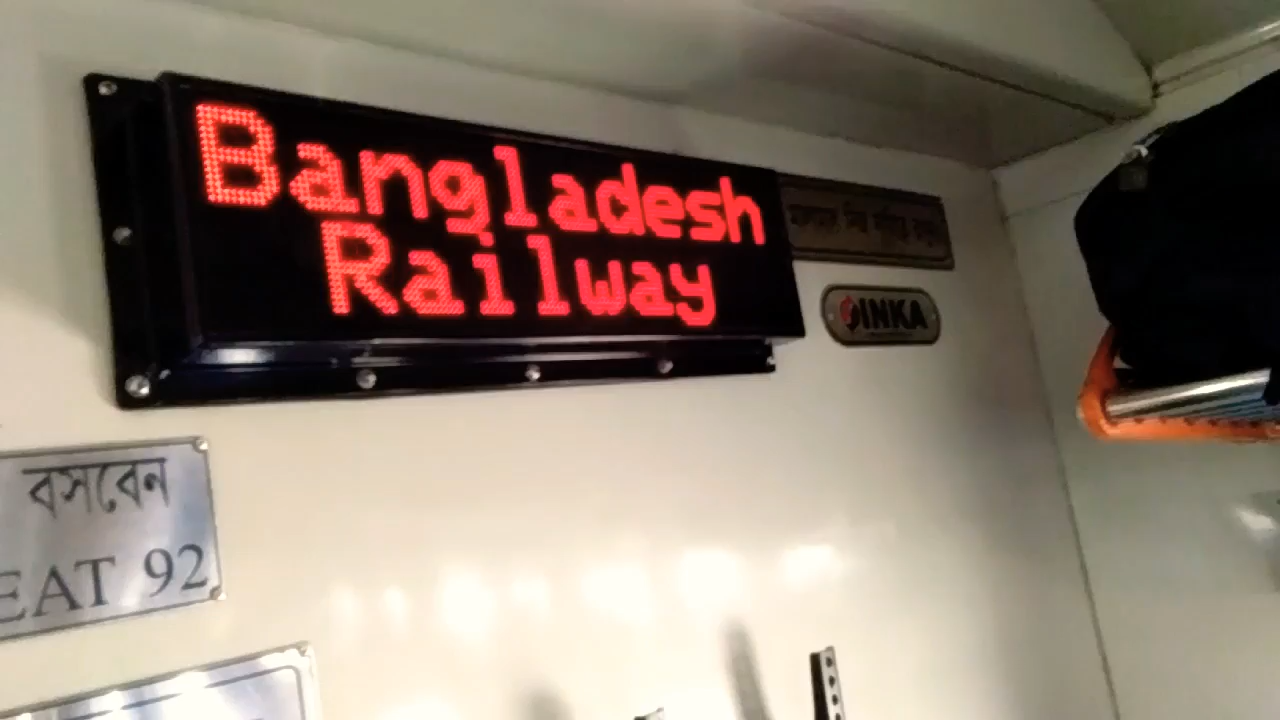 Bangladesh
Railway
INKA
বসবেন
EAT 92